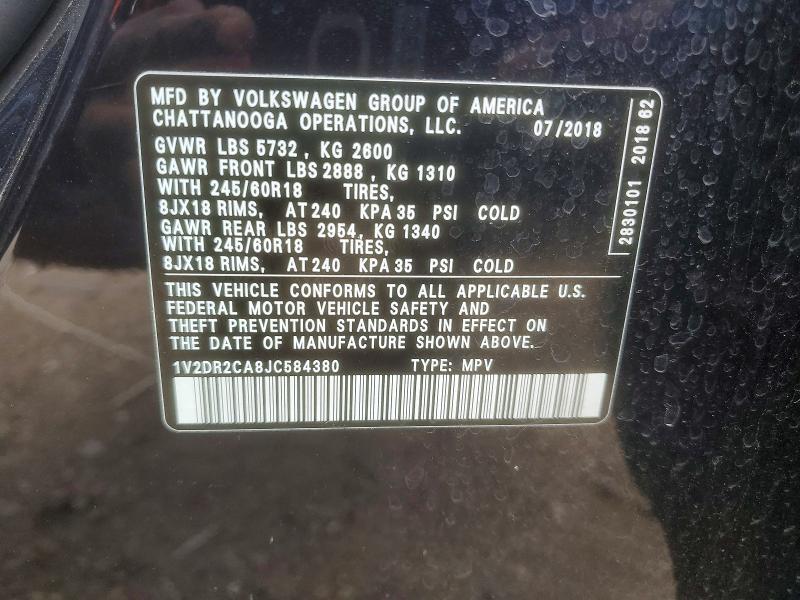 MFD BY VOLKSWAGEN GROUP OF AMERICA
CHATTANOOGA OPERATIONS, LLC. 07/2018
GVWR LBS 5732 , KG 2600
GAWR FRONT LBS 2888 , KG 1310
WITH 245/60R18 TIRES,
8JX18 RIMS, AT 240 KPA 35 PSI COLD
GAWR REAR LBS 2954, KG 1340
WITH 245/60R18 TIRES,
8JX18 RIMS, AT 240 KPA 35 PSI COLD
THIS VEHICLE CONFORMS TO ALL APPLICABLE U.S.
FEDERAL MOTOR VEHICLE SAFETY AND
THEFT PREVENTION STANDARDS IN EFFECT ON
THE DATE OF MANUFACTURE SHOWN ABOVE.
1V2DR2CA8JC584380 TYPE: MPV
2830101 2018 62